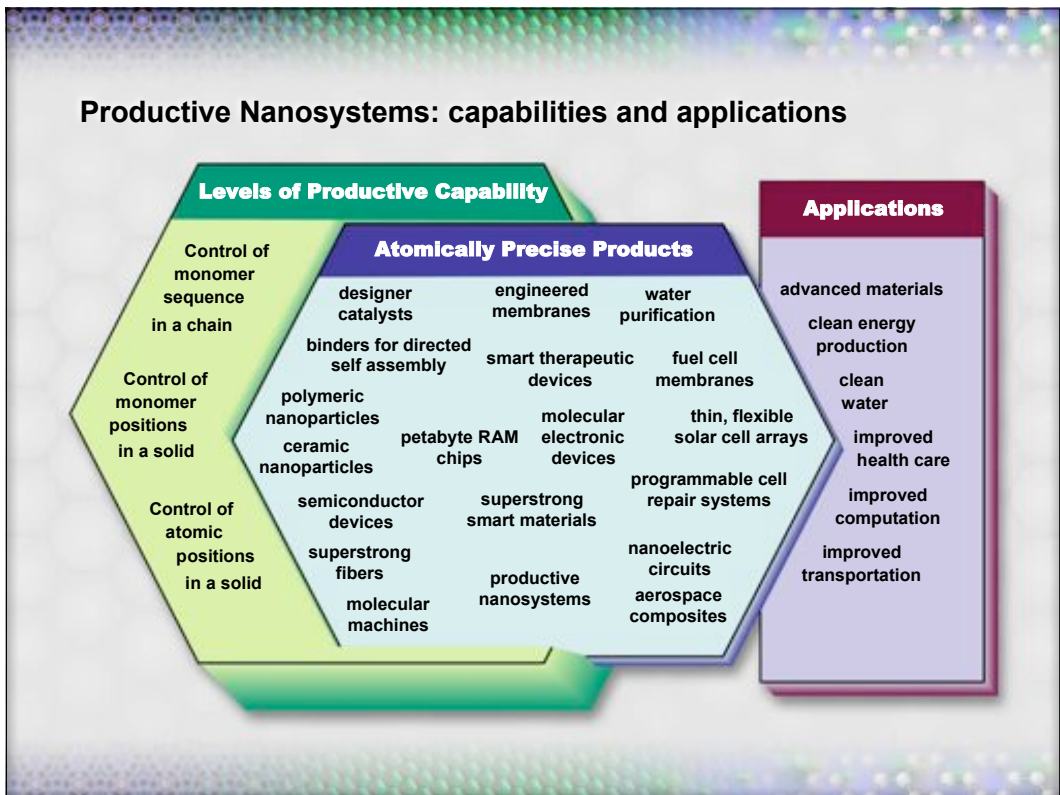 Productive Nanosystems: capabilities and applications
Levels of Productive Capability
Control of
monomer
sequence
in a chain
Control of
monomer
positions
in a solid
Control of
atomic
positions
in a solid
Atomically Precise Products
designer
catalysts
engineered
membranes
water
purification
binders for directed
self assembly
smart therapeutic
devices
fuel cell
membranes
polymeric
nanoparticles
molecular
electronic
devices
thin, flexible
solar cell arrays
ceramic
nanoparticles
petabyte RAM
chips
programmable cell
repair systems
semiconductor
devices
superstrong
smart materials
superstrong
fibers
nanoelectric
circuits
productive
nanosystems
molecular
machines
aerospace
composites
Applications
advanced materials
clean energy
production
clean
water
improved
health care
improved
computation
improved
transportation